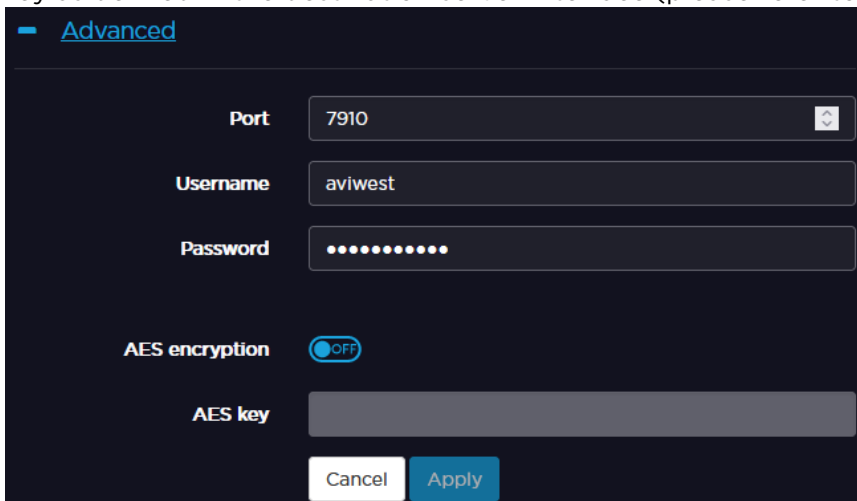 Advanced
Port 7910
Username aviwest
Password •••••••••••
AES encryption OFF
AES key
Cancel Apply